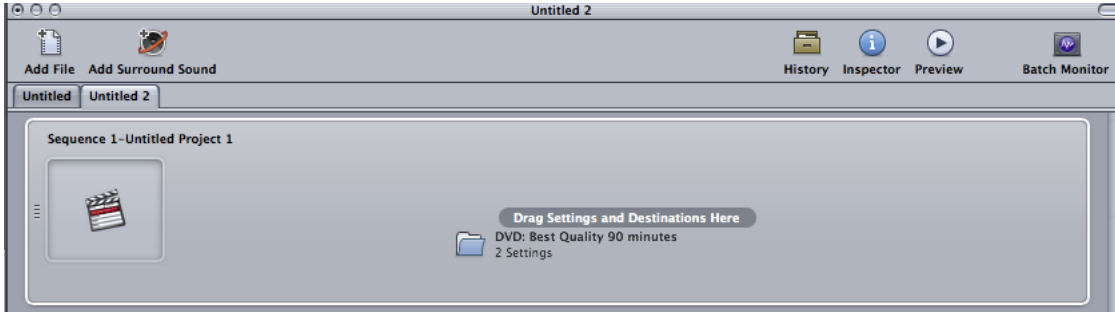 Untitled 2
Add File Add Surround Sound History Inspector Preview Batch Monitor
Untitled Untitled 2
Sequence 1-Untitled Project 1
Drag Settings and Destinations Here
DVD: Best Quality 90 minutes
2 Settings